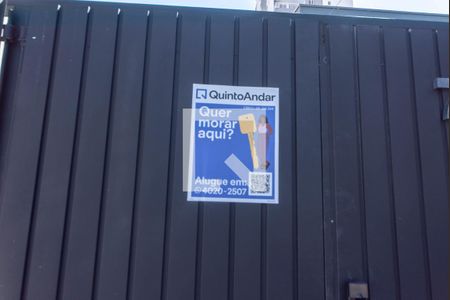 QuintoAndar
Quer
morar
aqui?
Alugue em:
4020-2507